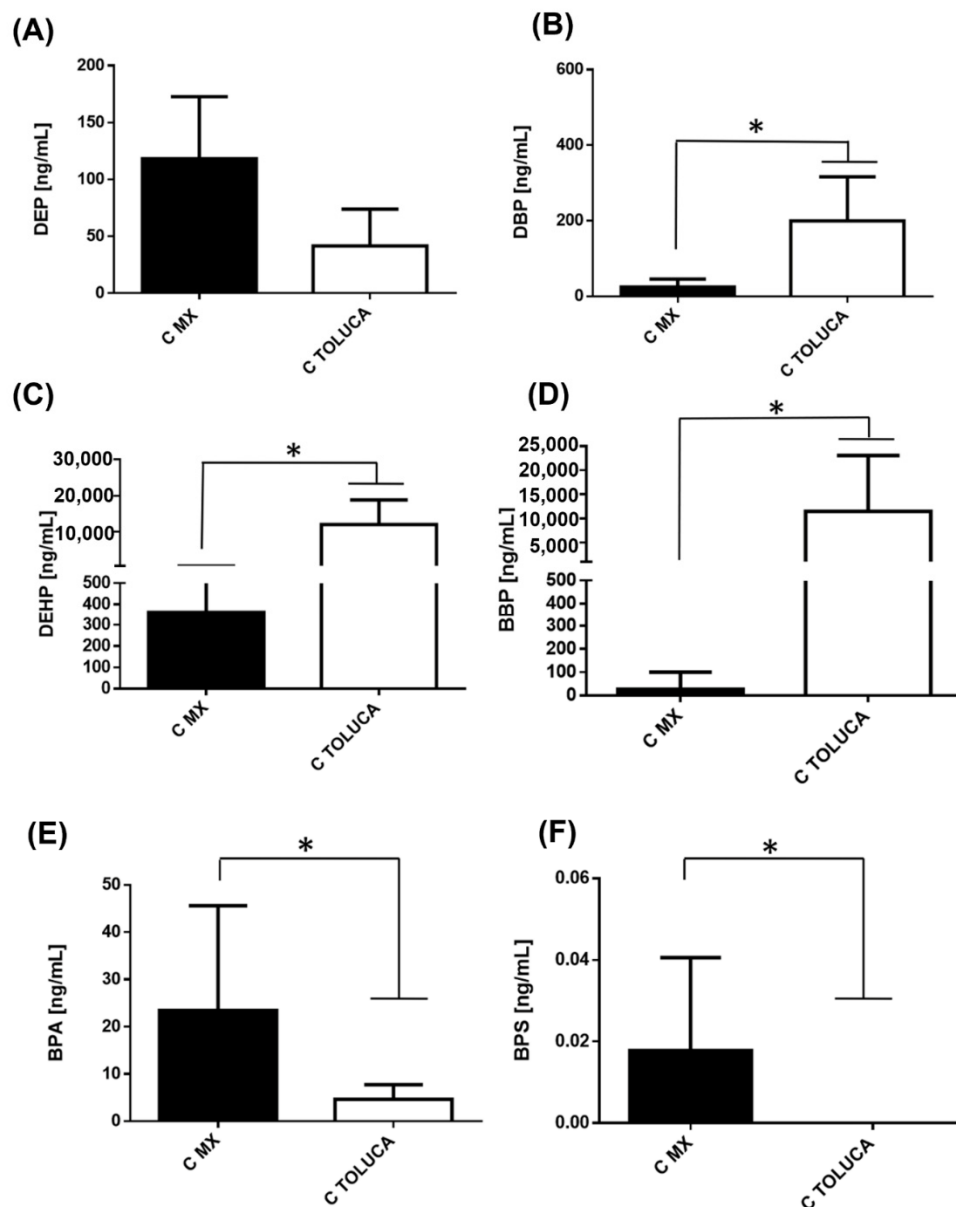 (A)
DEP [ng/mL]
200
150
100
50
0
C MX
C TOLUCA
(B)
DBP [ng/mL]
600
400
200
0
*
C MX
C TOLUCA
(C)
DEHP [ng/mL]
30,000
20,000
10,000
500
400
300
200
100
0
*
C MX
C TOLUCA
(D)
BBP [ng/mL]
25,000
20,000
15,000
10,000
5,000
500
400
300
200
100
0
*
C MX
C TOLUCA
(E)
BPA [ng/mL]
50
40
30
20
10
0
*
C MX
C TOLUCA
(F)
BPS [ng/mL]
0.06
0.04
0.02
0.00
*
C MX
C TOLUCA